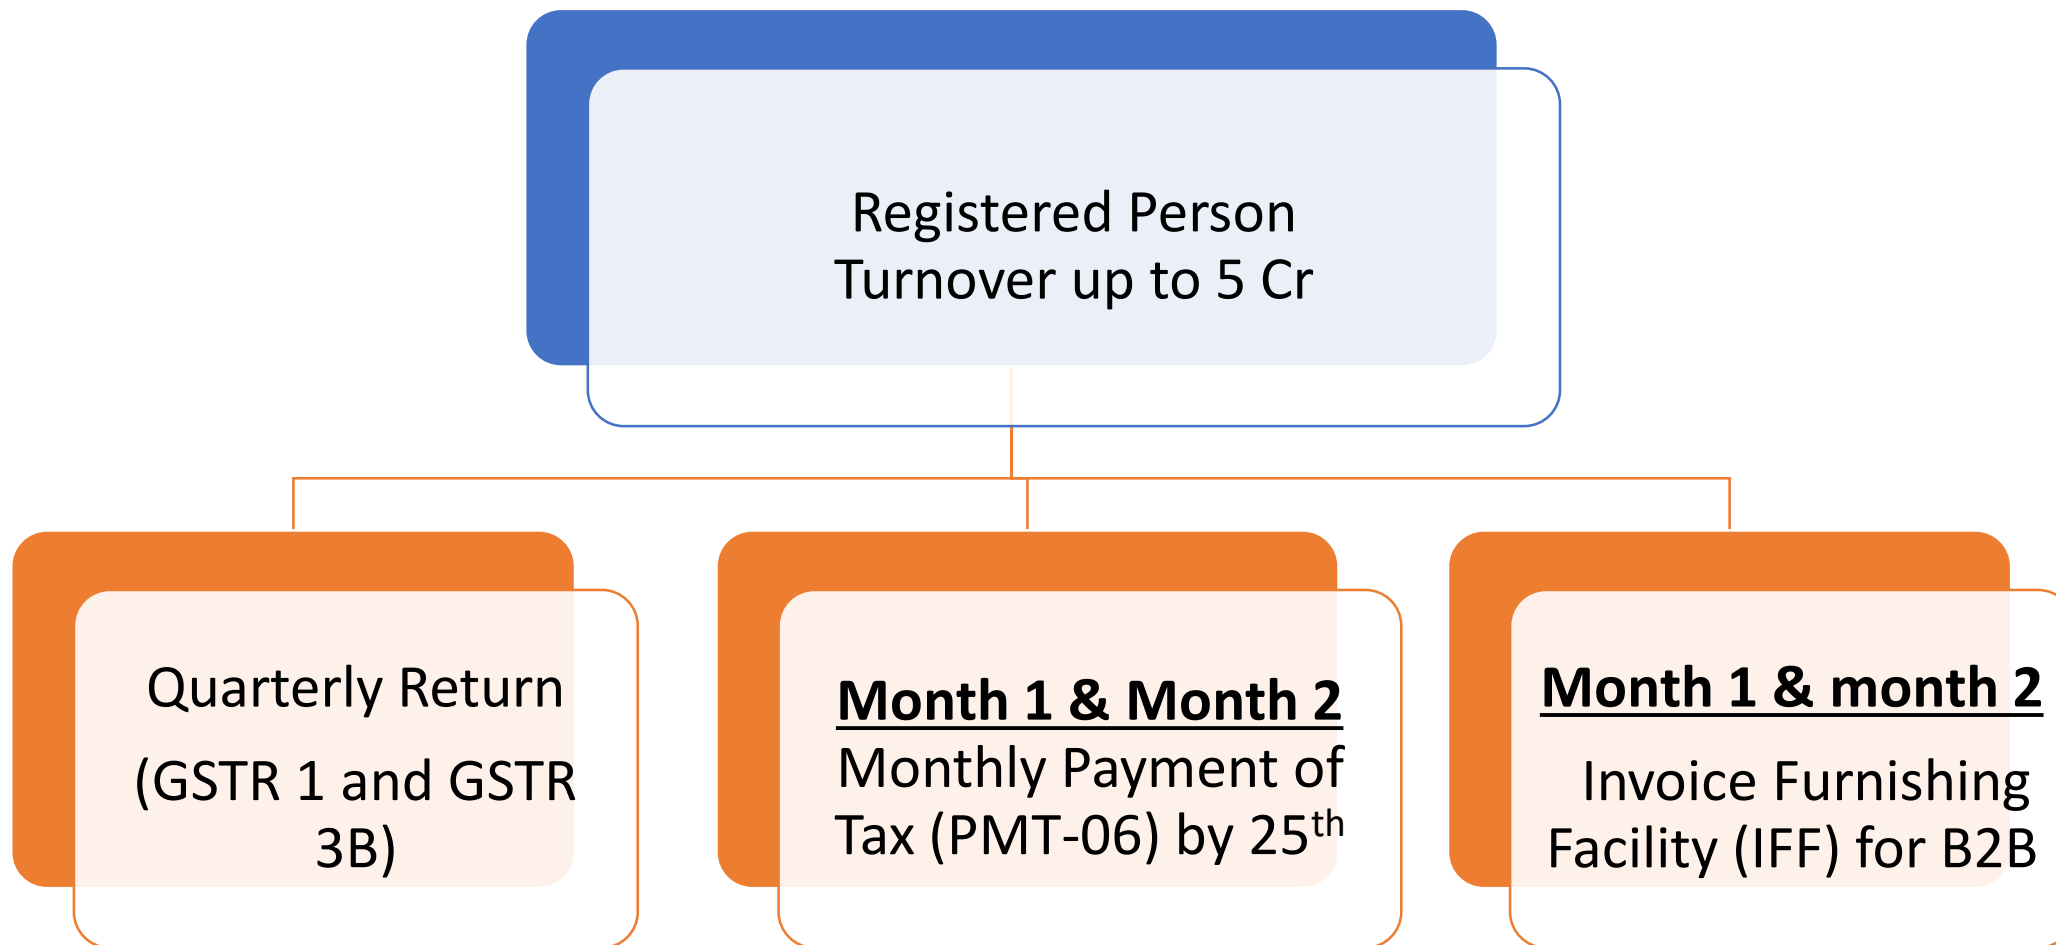 Registered Person
Turnover up to 5 Cr
Quarterly Return
(GSTR 1 and GSTR
3B)
Month 1 & Month 2
Monthly Payment of
Tax (PMT-06) by 25th
Month 1 & month 2
Invoice Furnishing
Facility (IFF) for B2B